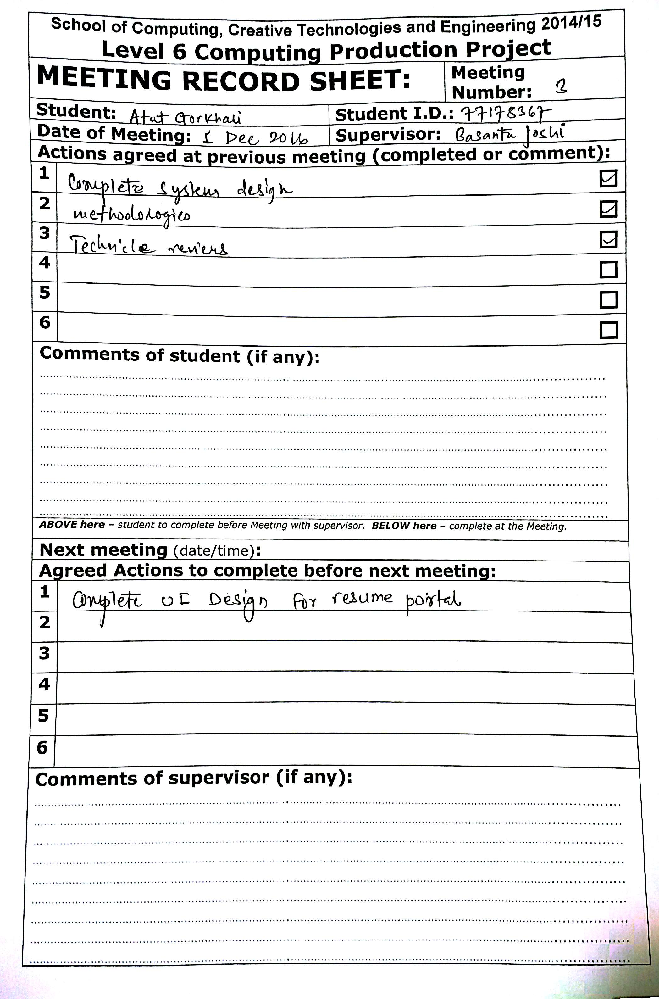 School of Computing, Creative Technologies and Engineering 2014/15
Level 6 Computing Production Project
MEETING RECORD SHEET:
Meeting
Number: 3
Student: Atut Gorkhali
Student I.D.: 77178367
Date of Meeting: 1 Dec 2016
Supervisor: Basanta Joshi
Actions agreed at previous meeting (completed or comment):
1 Complete system design
2 methodologies
3 Technicle
4
5
6
Comments of student (if any):
ABOVE here – student to complete before Meeting with supervisor. BELOW here – complete at the Meeting.
Next meeting (date/time):
Agreed Actions to complete before next meeting:
1 Complete UI Design For resume portal
2
3
4
5
6
Comments of supervisor (if any):